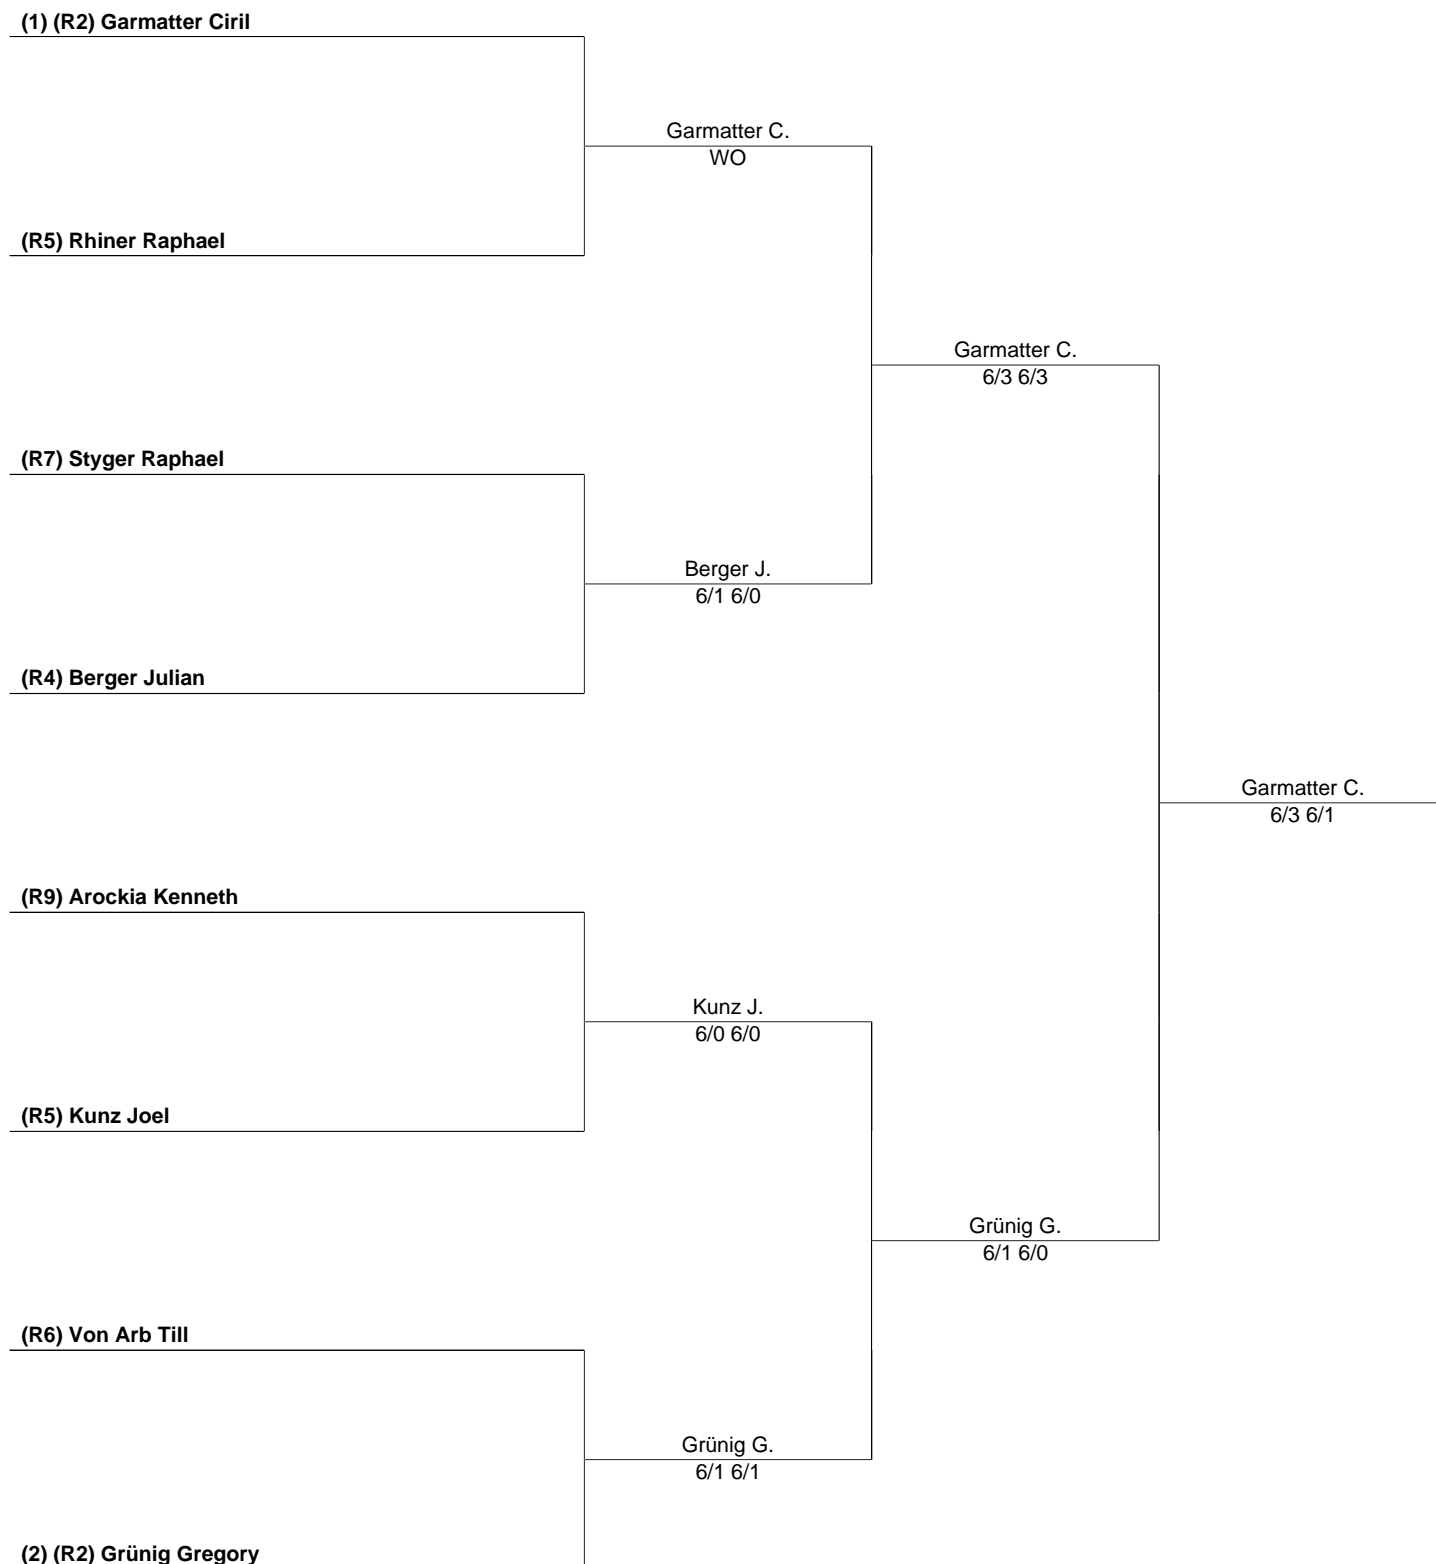 (1) (R2) Garmatter Ciril
Garmatter C.
WO
(R5) Rhiner Raphael
Garmatter C.
6/3 6/3
(R7) Styger Raphael
Berger J.
6/1 6/0
(R4) Berger Julian
Garmatter C.
6/3 6/1
(R9) Arockia Kenneth
Kunz J.
6/0 6/0
(R5) Kunz Joel
Grünig G.
6/1 6/0
(R6) Von Arb Till
Grünig G.
6/1 6/1
(2) (R2) Grünig Gregory